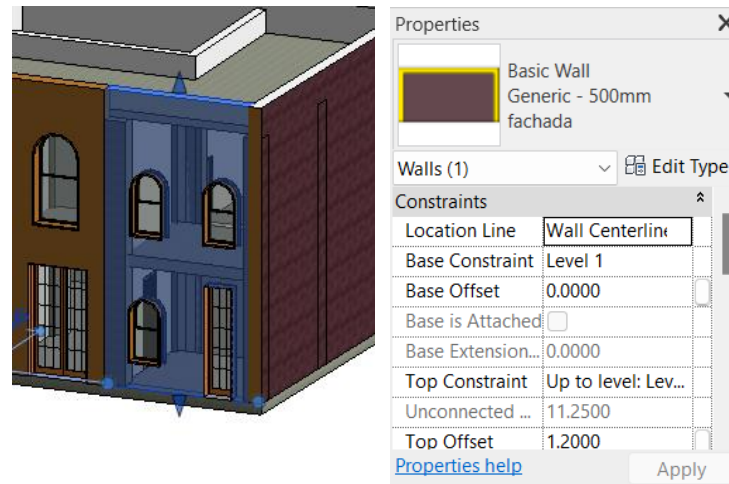 Properties
Basic Wall
Generic - 500mm
fachada
Walls (1)
Edit Type
Constraints
Location Line Wall Centerline
Base Constraint Level 1
Base Offset 0.0000
Base is Attached
Base Extension... 0.0000
Top Constraint Up to level: Lev...
Unconnected ... 11.2500
Top Offset 1.2000
Properties help
Apply